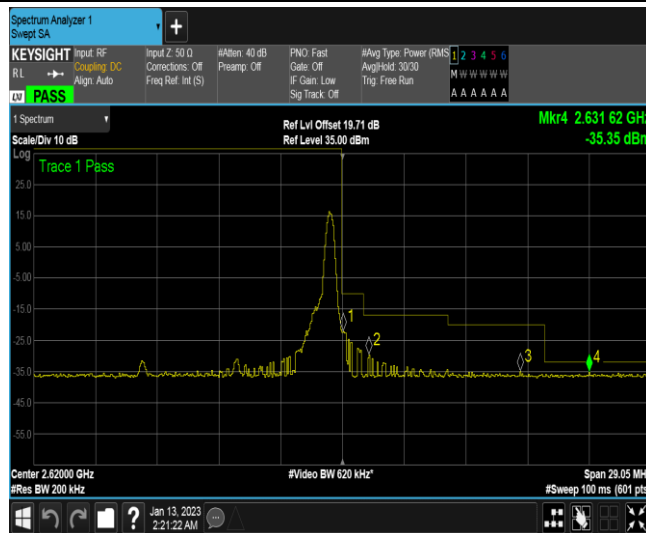 Spectrum Analyzer 1
Swept SA
+
KEYSIGHT
RL
LXI PASS
Input: RF
Coupling: DC
Align: Auto
Input Z: 50 Ω
Corrections: Off
Freq Ref: Int (S)
#Atten: 40 dB
Preamp: Off
PNO: Fast
Gate: Off
IF Gain: Low
Sig Track: Off
#Avg Type: Power (RMS
Avg|Hold: 30/30
Trig: Free Run
1 2 3 4 5 6
M W W W W W
A A A A A A
1 Spectrum
Scale/Div 10 dB
Ref Lvl Offset 19.71 dB
Ref Level 35.00 dBm
Mkr4 2.631 62 GHz
-35.35 dBm
Log
Trace 1 Pass
25.0
15.0
5.00
-5.00
-15.0
-25.0
-35.0
-45.0
-55.0
1
2
3
4
Center 2.62000 GHz
#Video BW 620 kHz*
Span 29.05 MH
#Res BW 200 kHz
#Sweep 100 ms (601 pts
?
Jan 13, 2023
2:21:22 AM